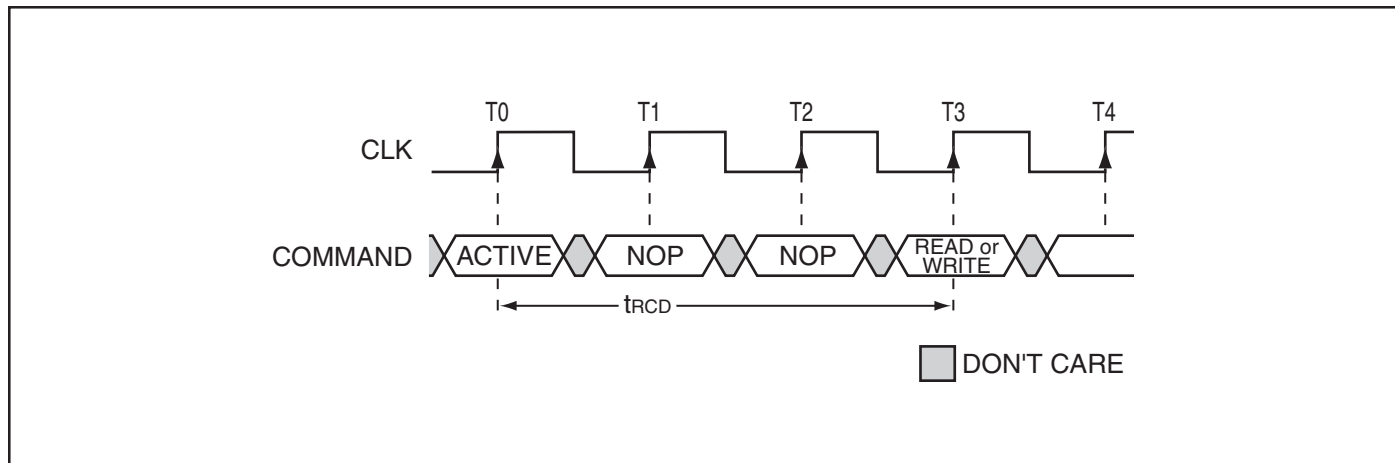 T0 T1 T2 T3 T4
CLK
COMMAND ACTIVE NOP NOP READ or
WRITE
tRCD
DON'T CARE